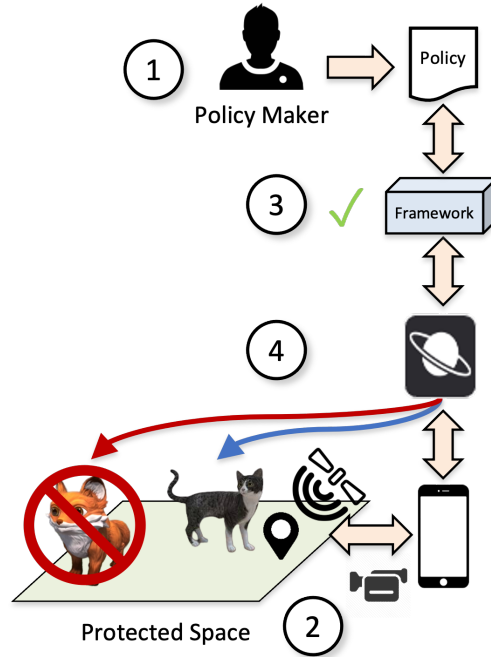 1
Policy Maker
Policy
3
Framework
4
Protected Space
2